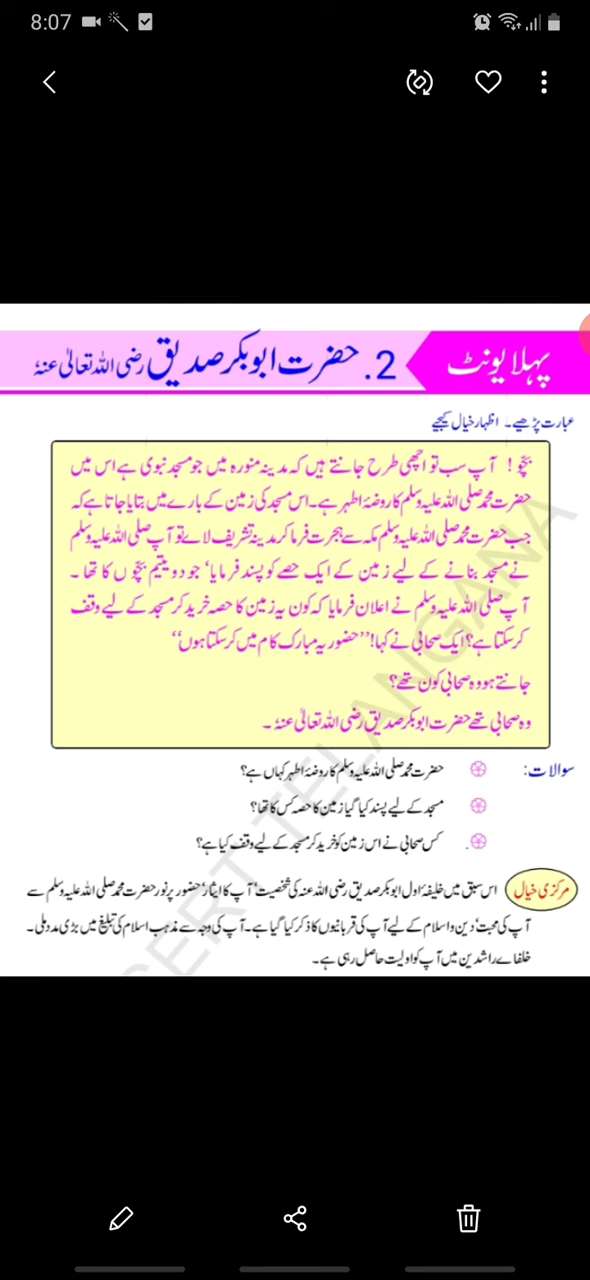 8:07
پہلا یونٹ
2. حضرت ابوبکر صدیق رضی اللہ تعالیٰ عنہٗ
عبارت پڑھیے۔ اظہار خیال کیجیے
بچّو! آپ سب تو اچھی طرح جانتے ہیں کہ مدینہ منورہ میں جو مسجد نبوی ہے اس میں
حضرت محمد صلی اللہ علیہ وسلم کا روضۂ اطہر ہے۔ اس مسجد کی زمین کے بارے میں بتایا جاتا ہے کہ
جب حضرت محمد صلی اللہ علیہ وسلم مکہ سے ہجرت فرما کر مدینہ تشریف لائے تو آپ صلی اللہ علیہ وسلم
نے مسجد بنانے کے لیے زمین کے ایک حصے کو پسند فرمایا، جو دو یتیم بچّوں کا تھا۔
آپ صلی اللہ علیہ وسلم نے اعلان فرمایا کہ کون یہ زمین کا حصہ خرید کر مسجد کے لیے وقف
کر سکتا ہے؟ ایک صحابی نے کہا! ''حضور یہ مبارک کام میں کر سکتا ہوں''
جانتے ہو وہ صحابی کون تھے؟
وہ صحابی تھے حضرت ابوبکر صدیق رضی اللہ تعالیٰ عنہٗ۔
سوالات: حضرت محمد صلی اللہ علیہ وسلم کا روضۂ اطہر کہاں ہے؟
مسجد کے لیے پسند کیا گیا زمین کا حصہ کس کا تھا؟
کس صحابی نے اس زمین کو خرید کر مسجد کے لیے وقف کیا ہے؟
مرکزی خیال اس سبق میں خلیفۂ اول ابوبکر صدیق رضی اللہ عنہ کی شخصیت، آپ کا ایثار، حضور پرنور حضرت محمد صلی اللہ علیہ وسلم سے
آپ کی محبت، دین و اسلام کے لیے آپ کی قربانیوں کا ذکر کیا گیا ہے۔ آپ کی وجہ سے مذہب اسلام کی تبلیغ میں بڑی مدد ملی۔
خلفاے راشدین میں آپ کو اولیت حاصل رہی ہے۔
CERT TELANGANA